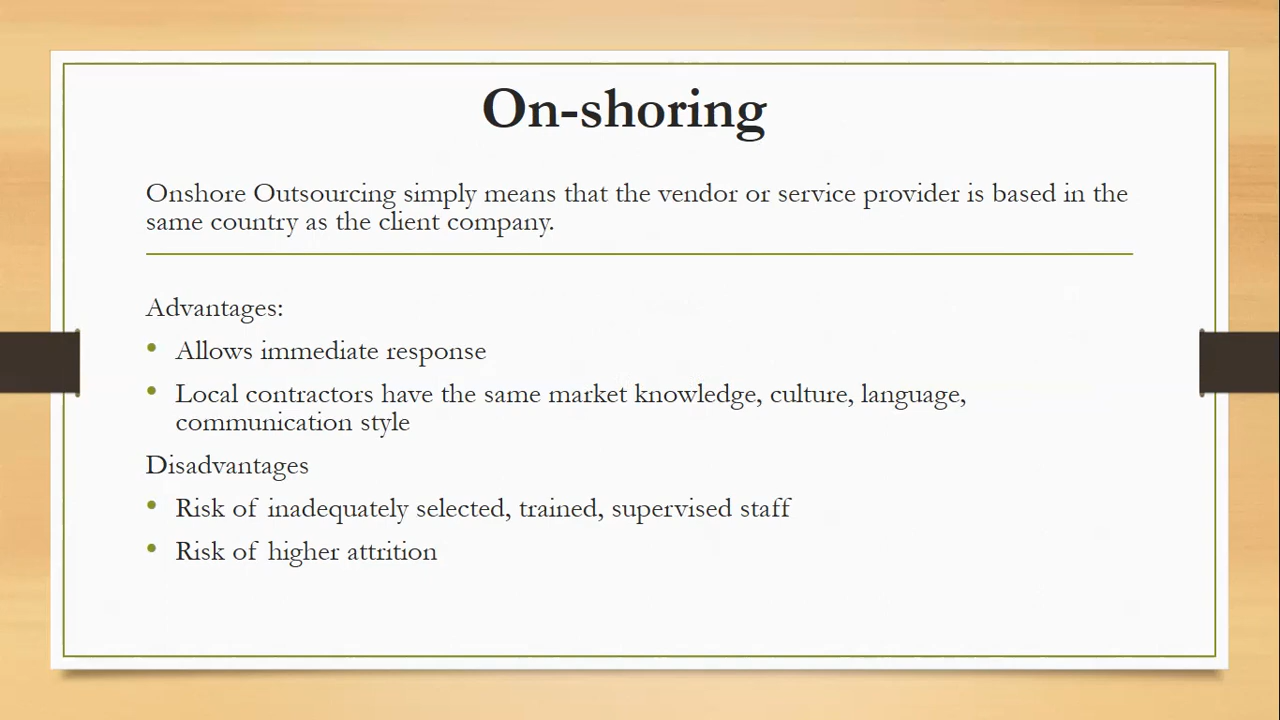 On-shoring
Onshore Outsourcing simply means that the vendor or service provider is based in the
same country as the client company.
Advantages:
• Allows immediate response
• Local contractors have the same market knowledge, culture, language,
communication style
Disadvantages
• Risk of inadequately selected, trained, supervised staff
• Risk of higher attrition